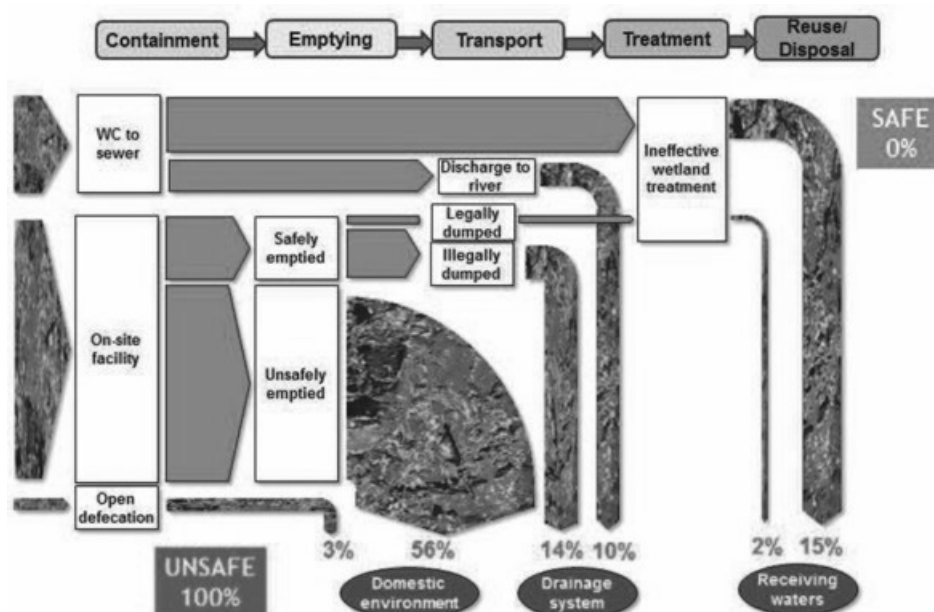 Containment
Emptying
Transport
Treatment
Reuse/
Disposal
WC to
sewer
Discharge to
river
Ineffective
wetland
treatment
SAFE
0%
On-site
facility
Safely
emptied
Legally
dumped
Illegally
dumped
Unsafely
emptied
Open
defecation
UNSAFE
100%
3%
56%
14%
10%
2%
15%
Domestic
environment
Drainage
system
Receiving
waters